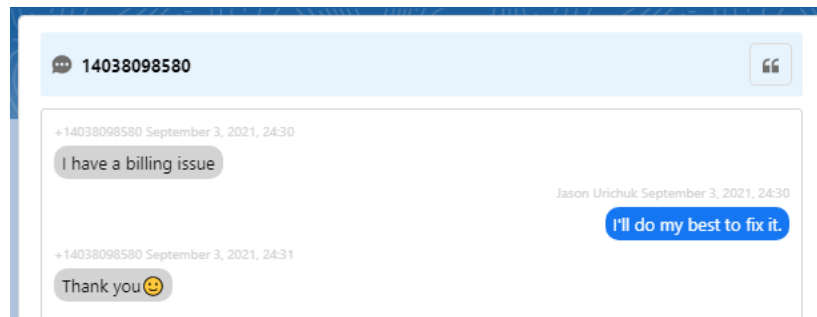 14038098580
+14038098580 September 3, 2021, 24:30
I have a billing issue
Jason Urichuk September 3, 2021, 24:30
I'll do my best to fix it.
+14038098580 September 3, 2021, 24:31
Thank you🙂